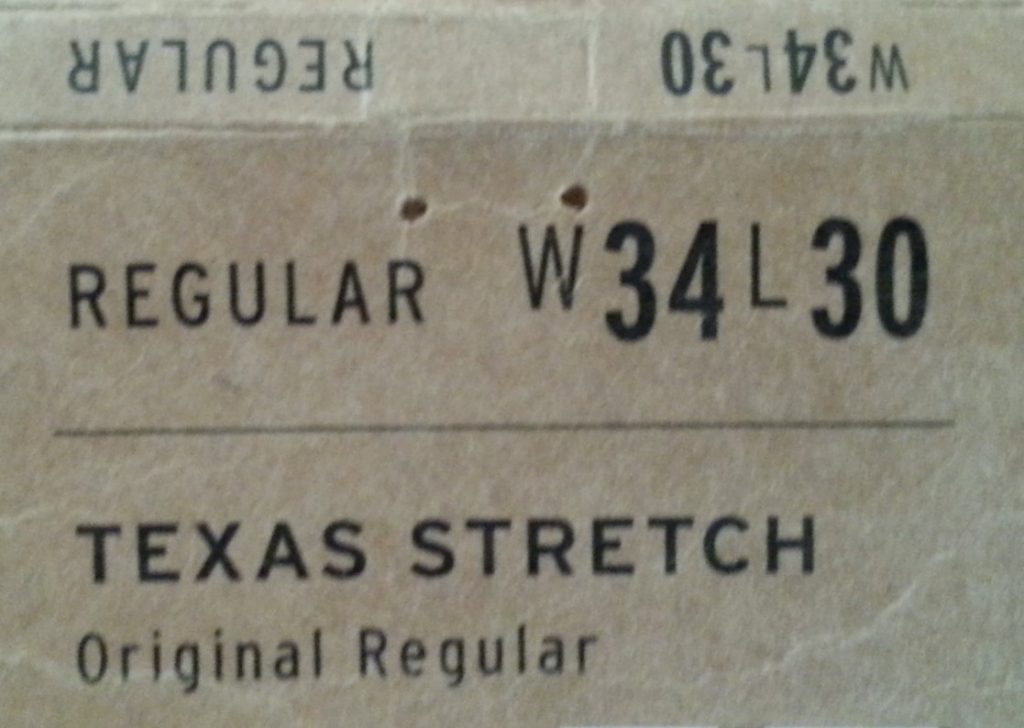 REGULAR W34L30
REGULAR W34L30
TEXAS STRETCH
Original Regular